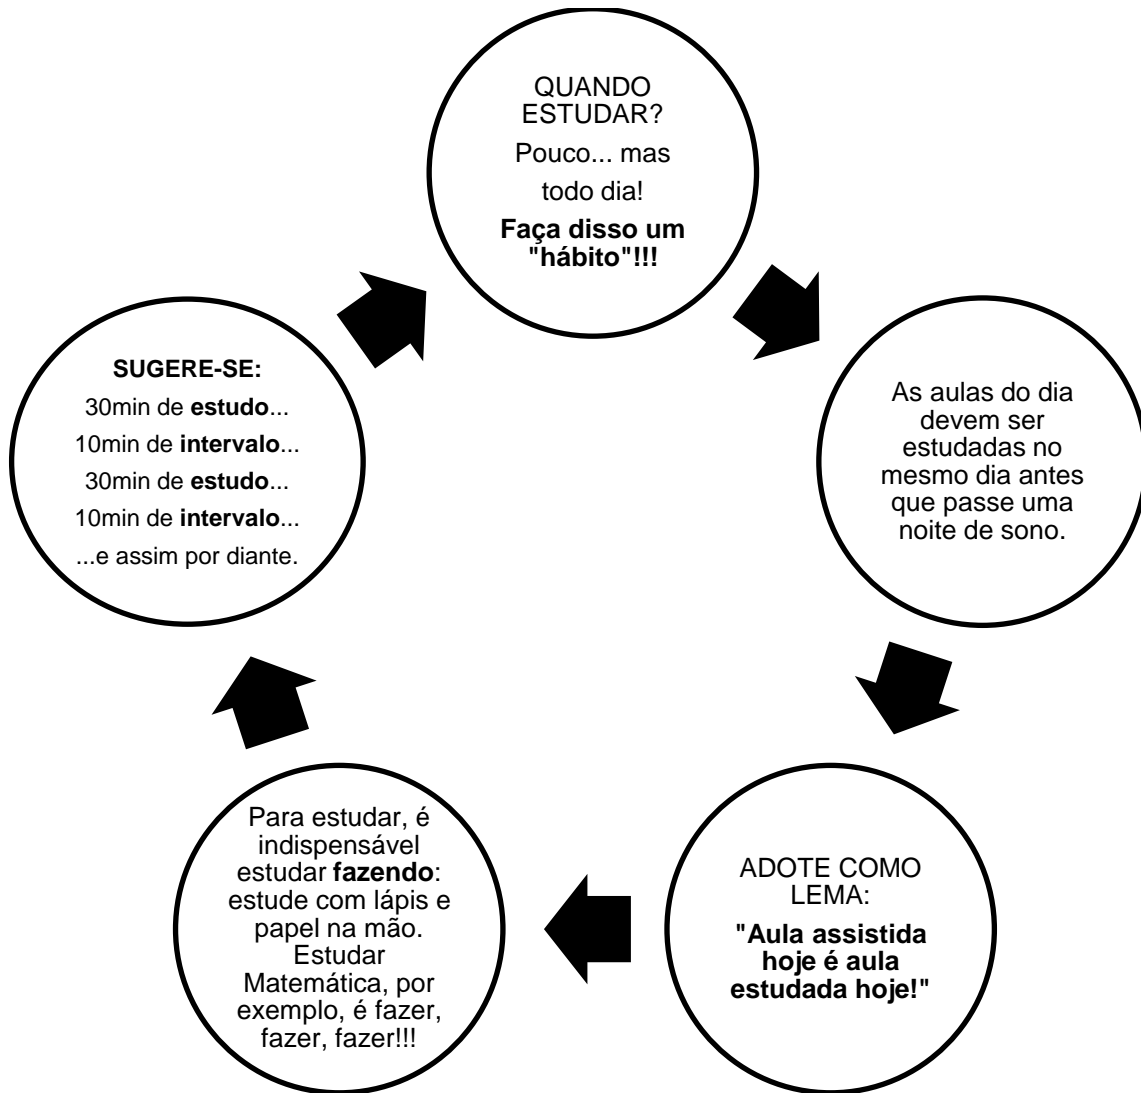 QUANDO
ESTUDAR?
Pouco... mas
todo dia!
Faça disso um
"hábito"!!!
As aulas do dia
devem ser
estudadas no
mesmo dia antes
que passe uma
noite de sono.
ADOTE COMO
LEMA:
"Aula assistida
hoje é aula
estudada hoje!"
Para estudar, é
indispensável
estudar fazendo:
estude com lápis e
papel na mão.
Estudar
Matemática, por
exemplo, é fazer,
fazer, fazer!!!
SUGERE-SE:
30min de estudo...
10min de intervalo...
30min de estudo...
10min de intervalo...
...e assim por diante.